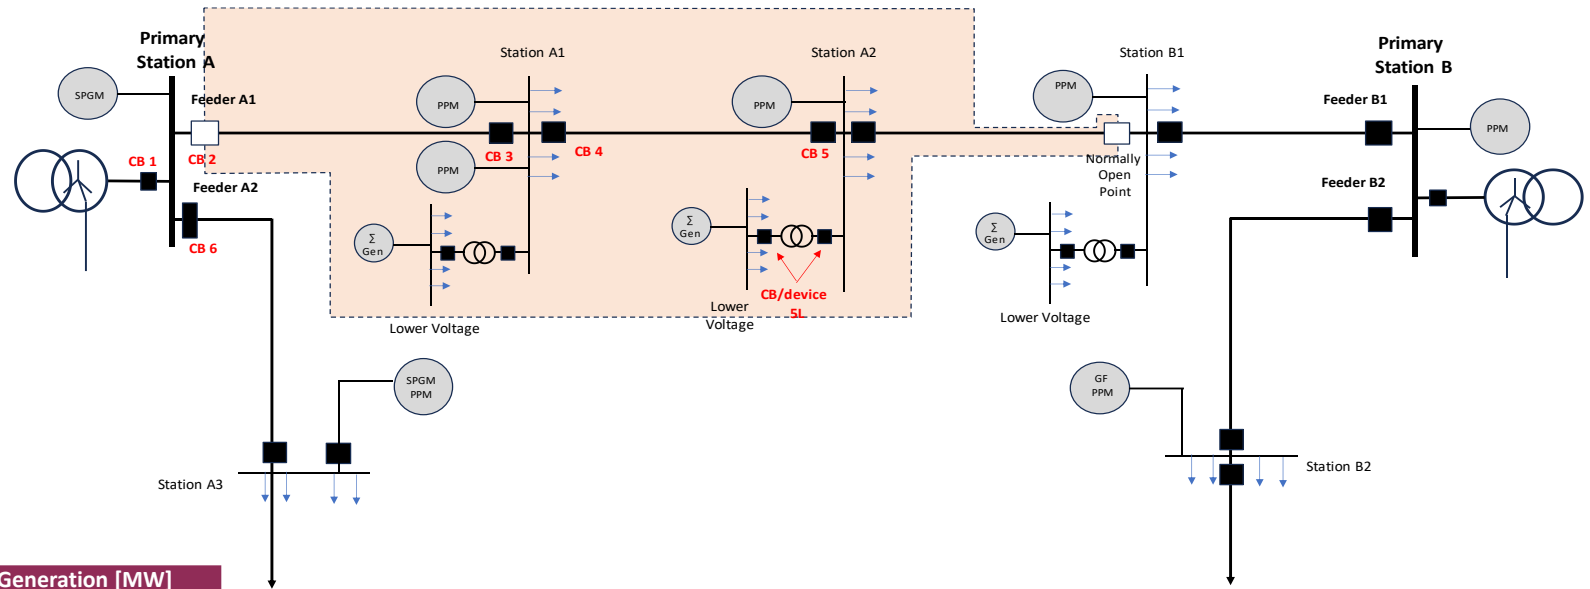 Primary
Station A
SPGM
Feeder A1
CB 1
CB 2
Feeder A2
CB 6
Station A1
PPM
CB 3
CB 4
PPM
Σ
Gen
Lower Voltage
Station A2
PPM
CB 5
Σ
Gen
CB/device
5L
Lower
Voltage
Station B1
PPM
Normally
Open
Point
Σ
Gen
Lower Voltage
Primary
Station B
Feeder B1
PPM
Feeder B2
SPGM
PPM
Station A3
GF
PPM
Station B2
Generation [MW]